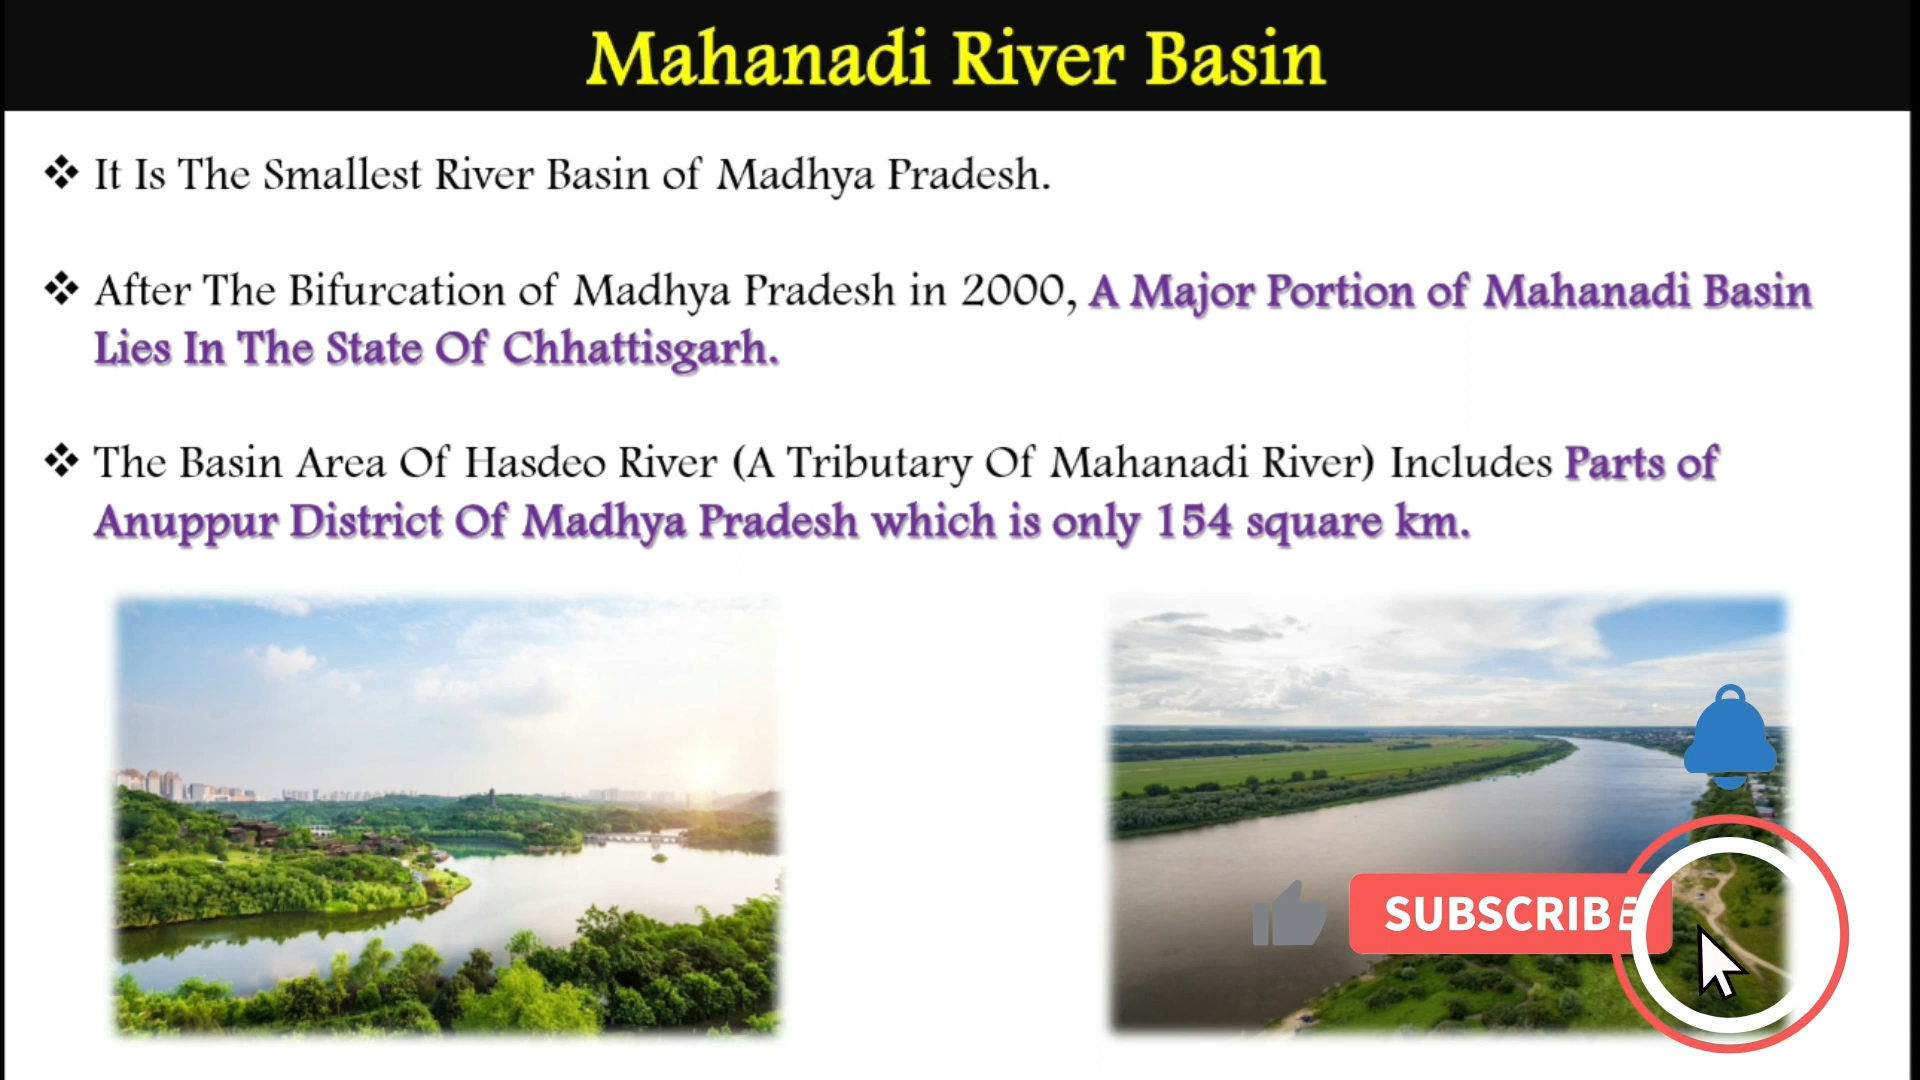 Mahanadi River Basin
It Is The Smallest River Basin of Madhya Pradesh.
After The Bifurcation of Madhya Pradesh in 2000, A Major Portion of Mahanadi Basin
Lies In The State Of Chhattisgarh.
The Basin Area Of Hasdeo River (A Tributary Of Mahanadi River) Includes Parts of
Anuppur District Of Madhya Pradesh which is only 154 square km.
SUBSCRIBE